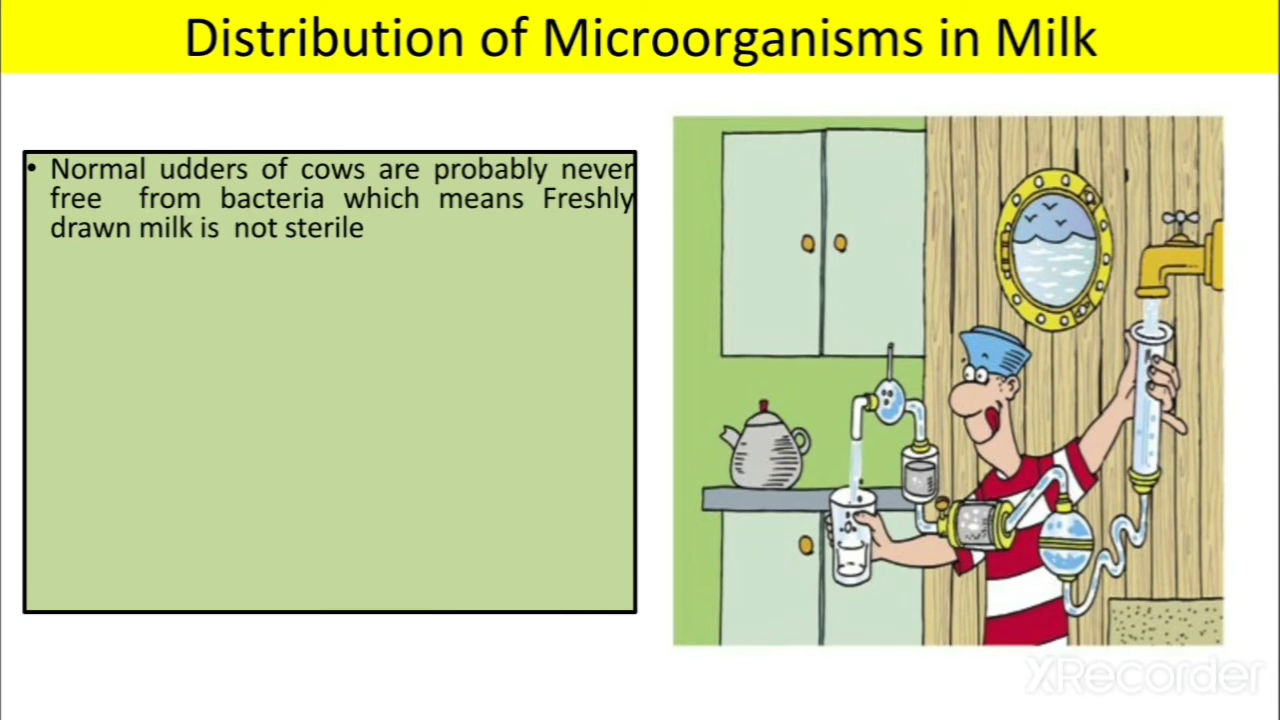 Distribution of Microorganisms in Milk
• Normal udders of cows are probably never
free from bacteria which means Freshly
drawn milk is not sterile
XRecorder